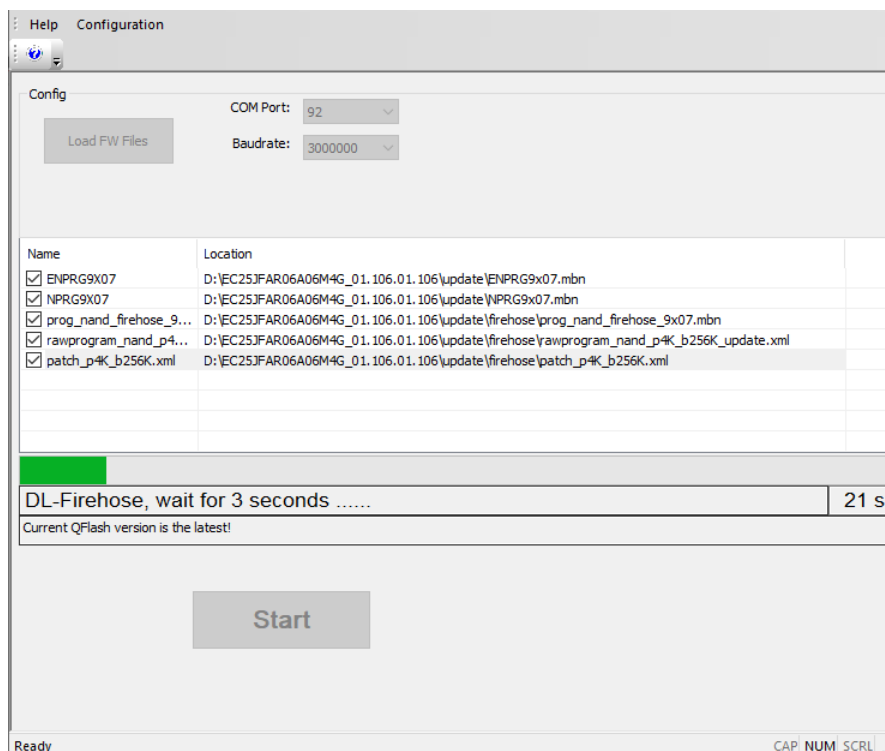 Help Configuration
Config
COM Port: 92
Load FW Files
Baudrate: 3000000
Name Location
ENPRG9X07 D:\EC25JFAR06A06M4G_01.106.01.106\update\ENPRG9x07.mbn
NPRG9X07 D:\EC25JFAR06A06M4G_01.106.01.106\update\NPRG9x07.mbn
prog_nand_firehose_9... D:\EC25JFAR06A06M4G_01.106.01.106\update\firehose\prog_nand_firehose_9x07.mbn
rawprogram_nand_p4... D:\EC25JFAR06A06M4G_01.106.01.106\update\firehose\rawprogram_nand_p4K_b256K_update.xml
patch_p4K_b256K.xml D:\EC25JFAR06A06M4G_01.106.01.106\update\firehose\patch_p4K_b256K.xml
DL-Firehose, wait for 3 seconds ...... 21 s
Current QFlash version is the latest!
Start
Ready CAP NUM SCRL